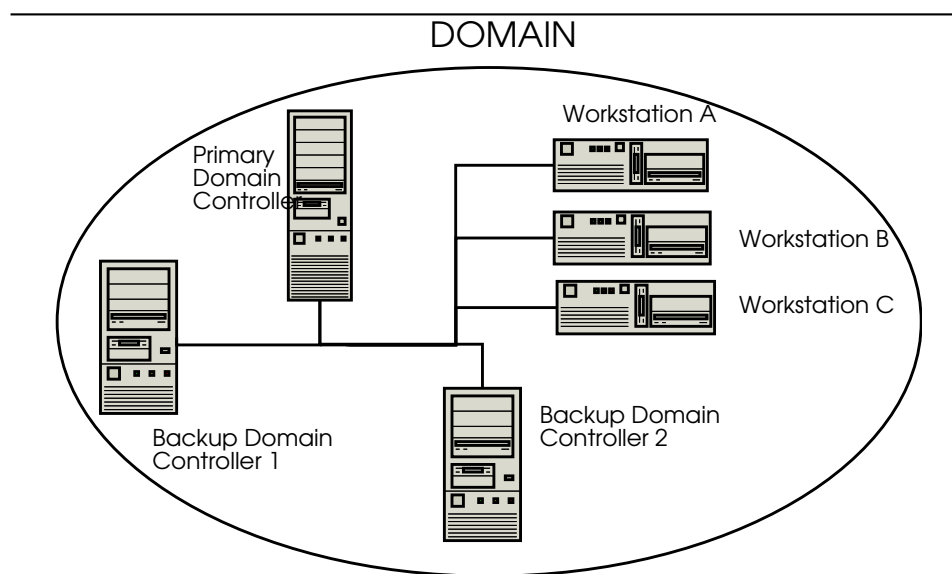 DOMAIN
Workstation A
Primary
Domain
Controller
Workstation B
Workstation C
Backup Domain
Controller 2
Backup Domain
Controller 1